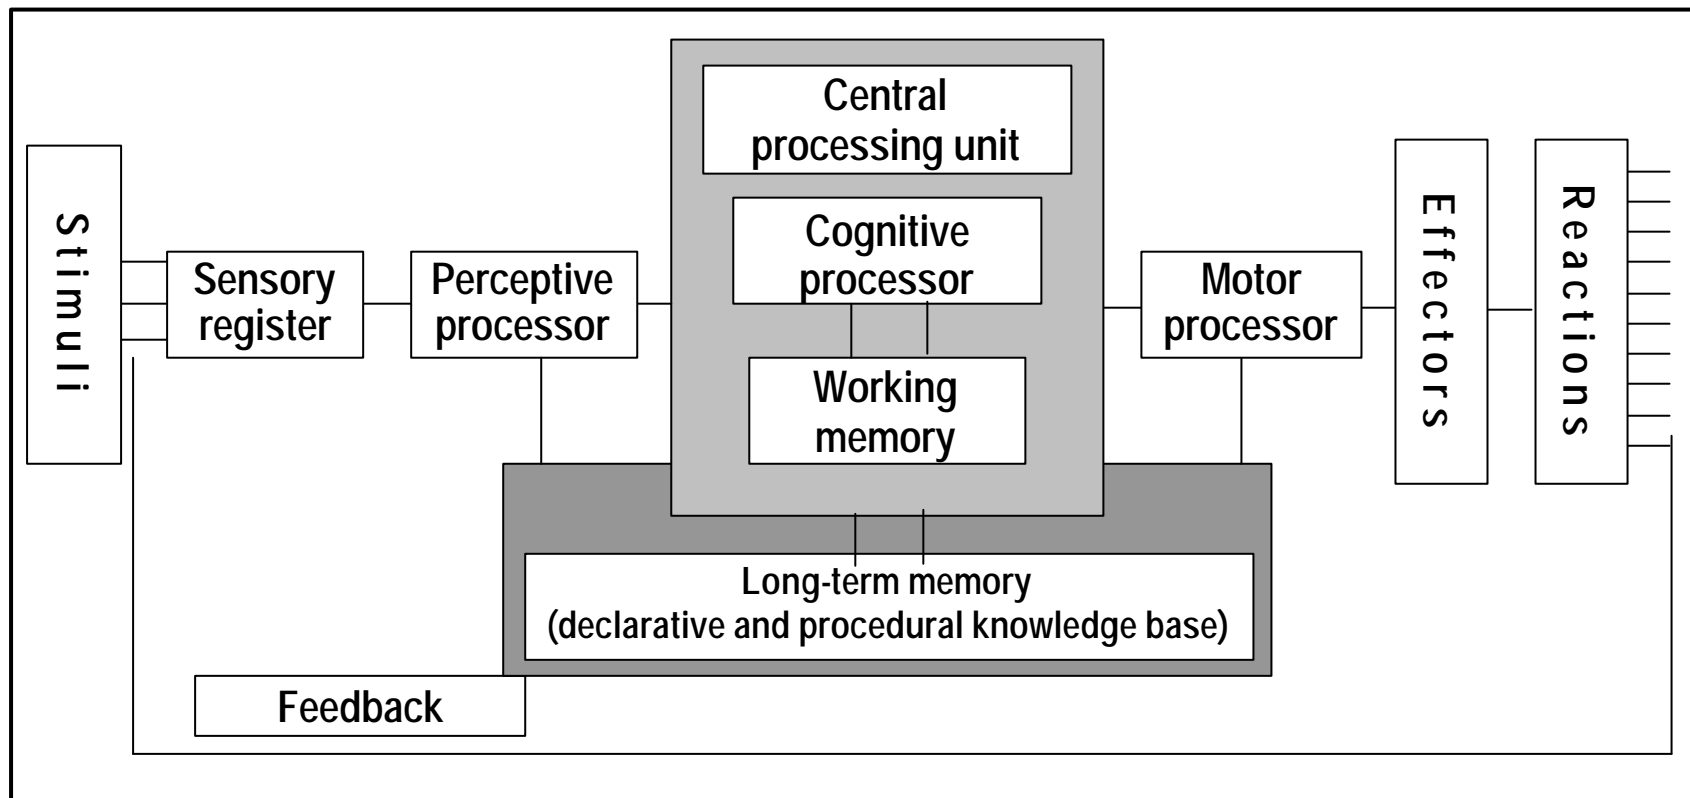 Central
processing unit
Stimuli
Sensory
register
Perceptive
processor
Cognitive
processor
Working
memory
Motor
processor
Effectors
Reactions
Long-term memory
(declarative and procedural knowledge base)
Feedback